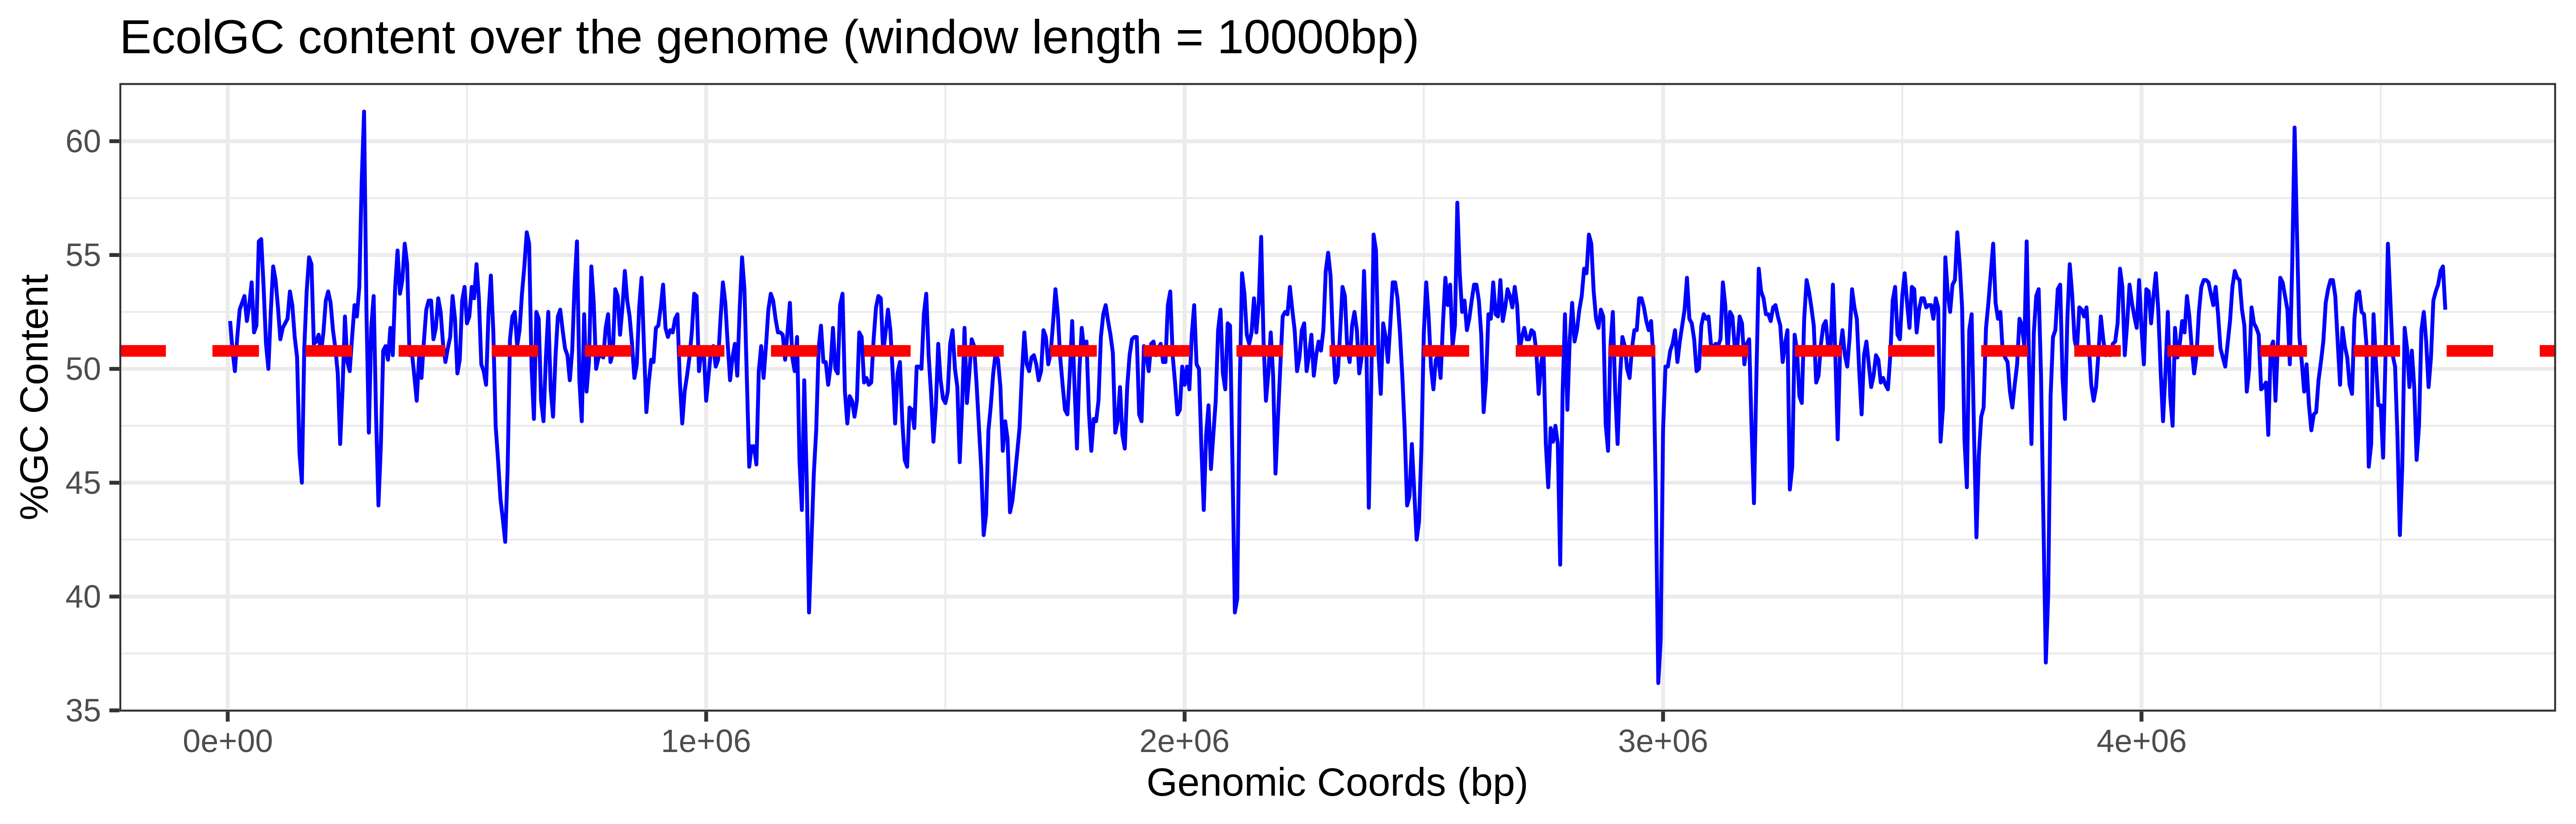 EcolGC content over the genome (window length = 10000bp)
%GC Content
60
55
50
45
40
35
0e+00 1e+06 2e+06 3e+06 4e+06
Genomic Coords (bp)